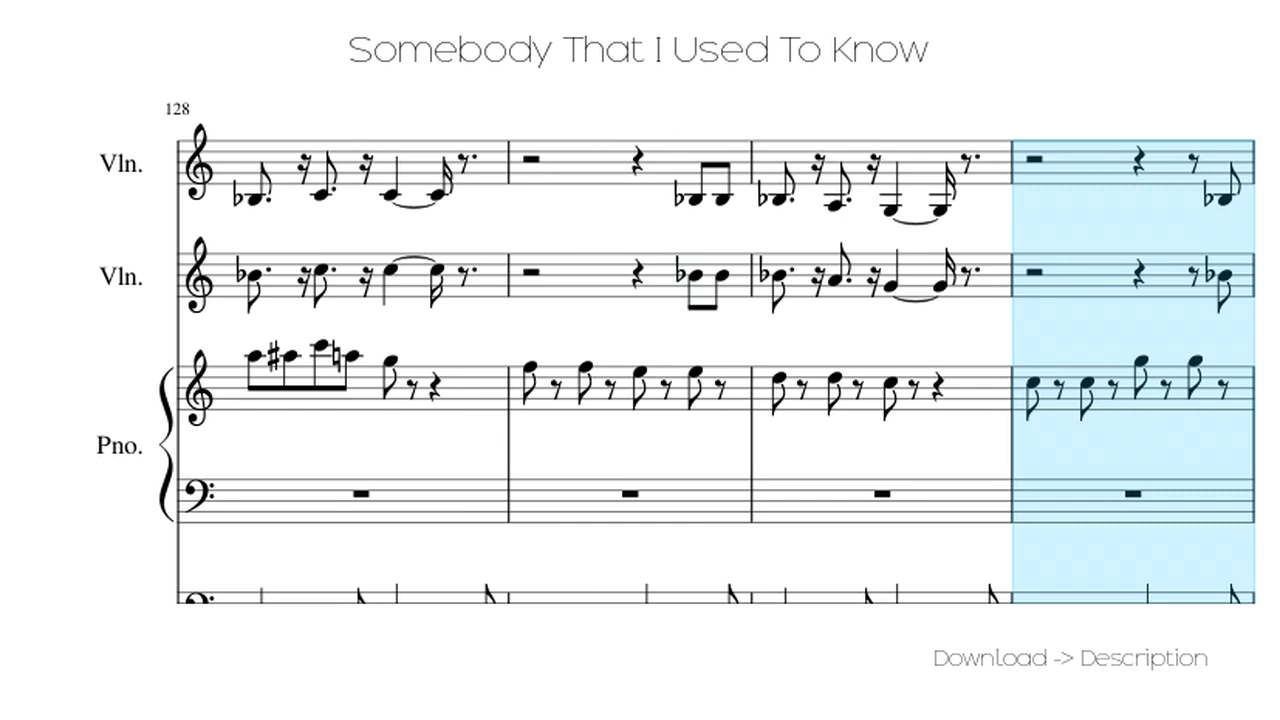 Somebody That I Used To Know
128
Vln.
Vln.
Pno.
Download -> Description